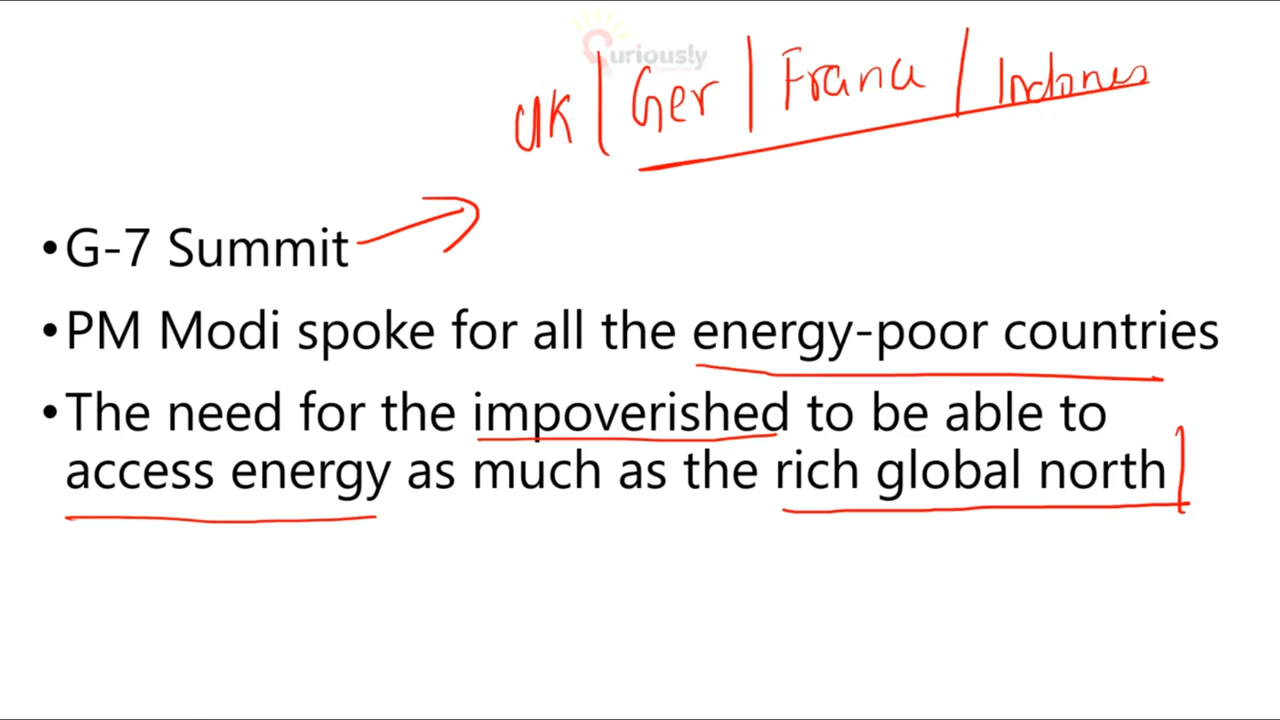 Curiously
UK | Ger | France | Indones
•G-7 Summit
•PM Modi spoke for all the energy-poor countries
•The need for the impoverished to be able to
access energy as much as the rich global north